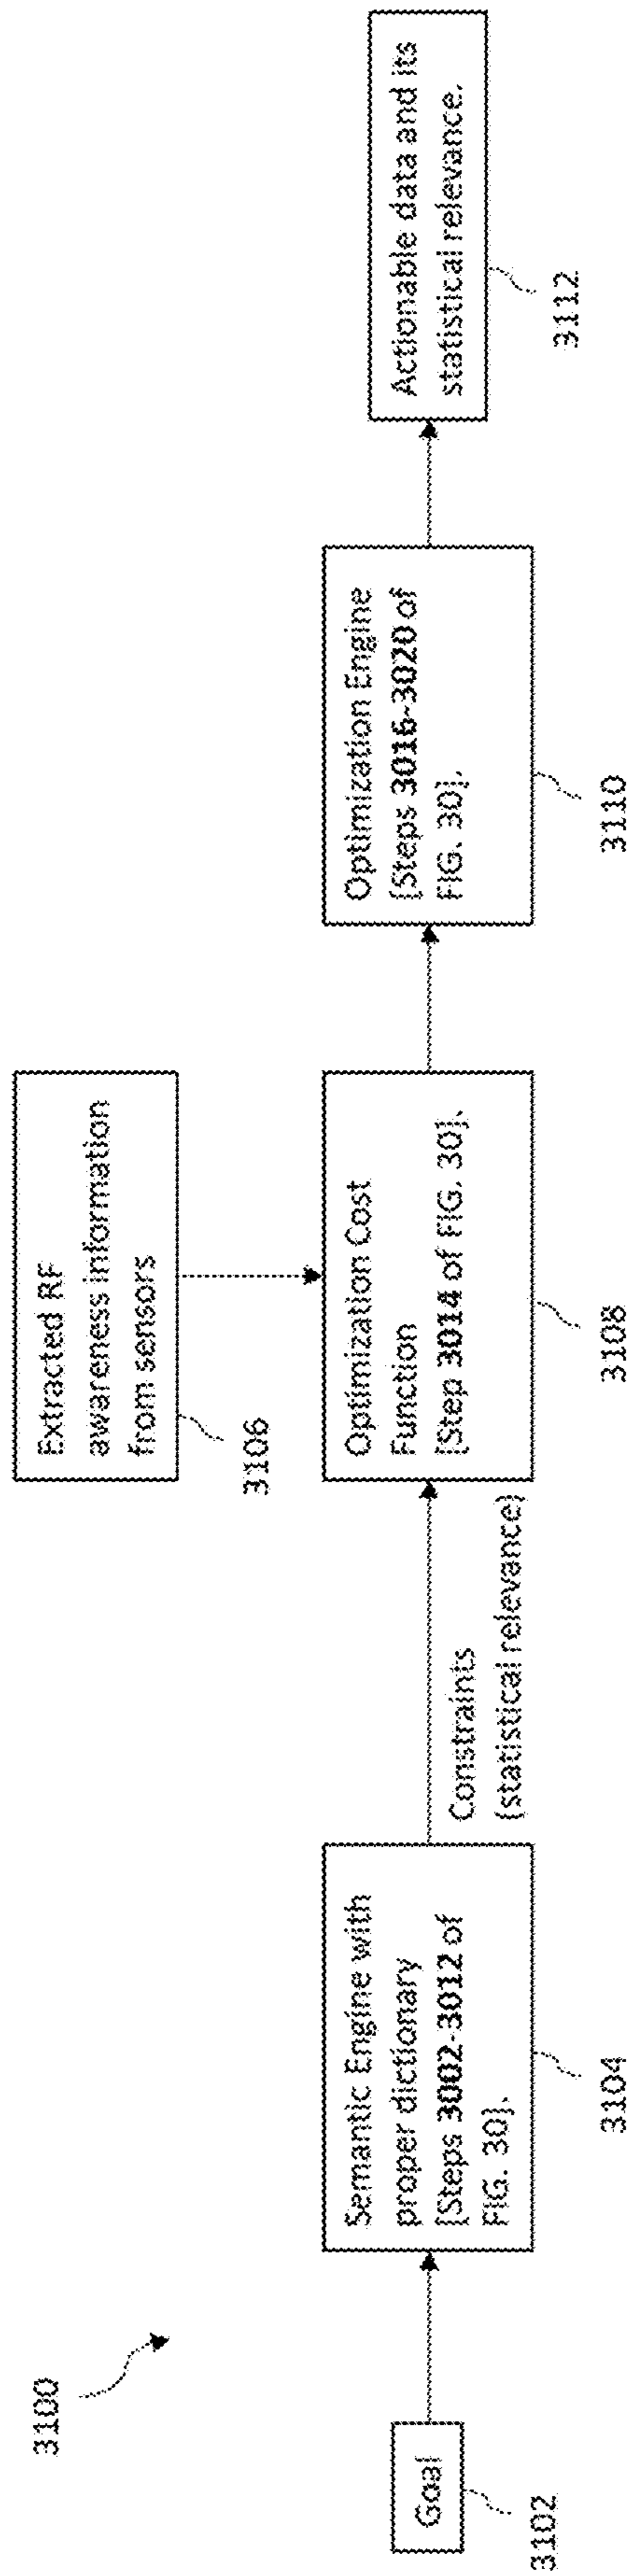 3100
Goal
3102
Semantic Engine with
proper dictionary
[Steps 3002-3012 of
FIG. 30].
3104
Constraints
(statistical relevance)
Extracted RF
awareness information
from sensors
3106
Optimization Cost
Function
[Step 3014 of FIG. 30].
3108
Optimization Engine
[Steps 3016-3020 of
FIG. 30].
3110
Actionable data and its
statistical relevance.
3112